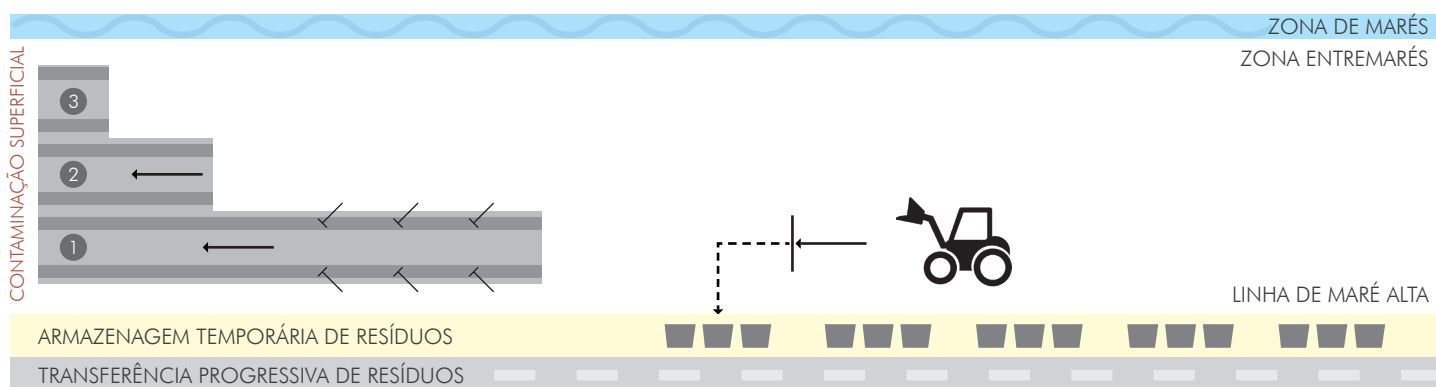 ZONA DE MARÉS
ZONA ENTREMARÉS
CONTAMINAÇÃO SUPERFICIAL
3
2
1
LINHA DE MARÉ ALTA
ARMAZENAGEM TEMPORÁRIA DE RESÍDUOS
TRANSFERÊNCIA PROGRESSIVA DE RESÍDUOS